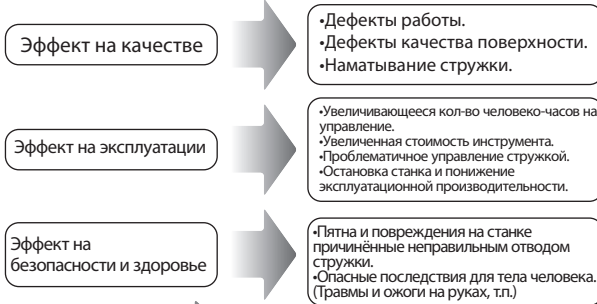 Эффект на качестве
•Дефекты работы.
•Дефекты качества поверхности.
•Наматывание стружки.
Эффект на эксплуатации
•Увеличивающееся кол-во человеко-часов на
управление.
•Увеличенная стоимость инструмента.
•Проблематичное управление стружкой.
•Остановка станка и понижение
эксплуатационной производительности.
Эффект на
безопасности и здоровье
•Пятна и повреждения на станке
причинённые неправильным отводом
стружки.
•Опасные последствия для тела человека.
(Травмы и ожоги на руках, т.п.)